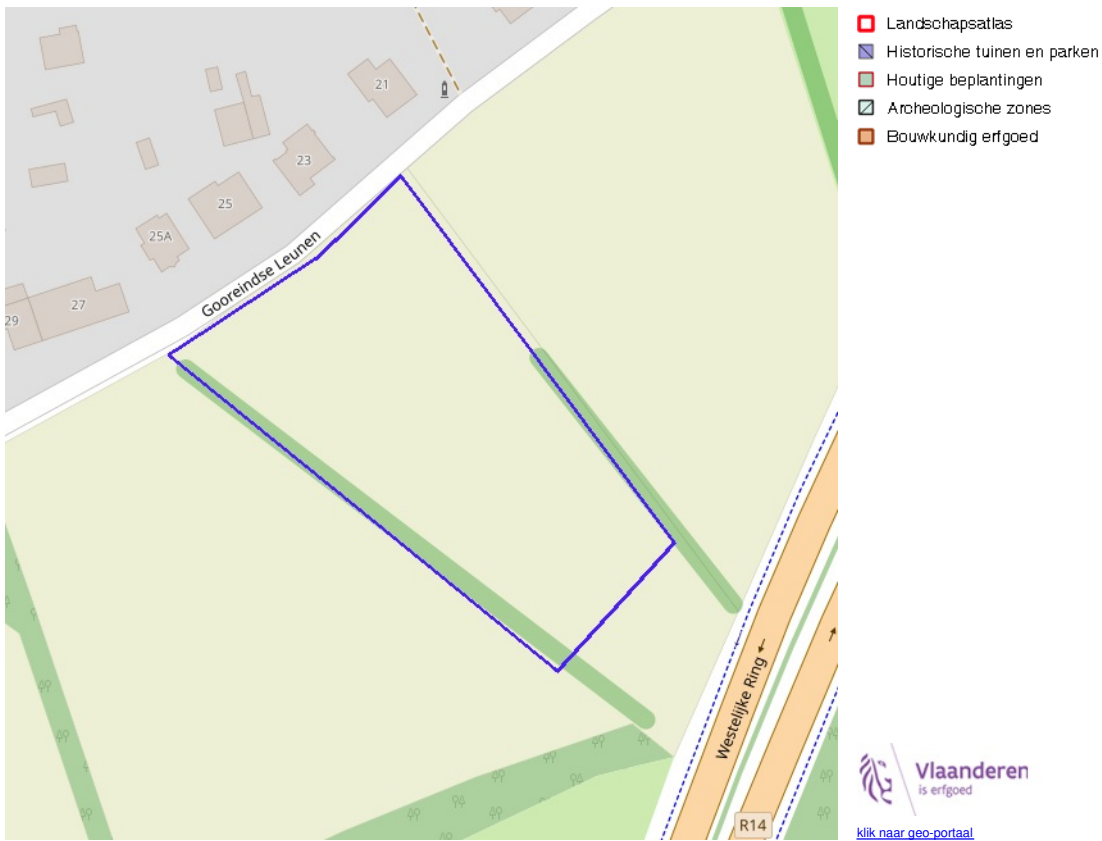 21
23
25
25A
27
29
Gooreindse Leunen
Westelijke Ring
R14
Landschapsatlas
Historische tuinen en parken
Houtige beplantingen
Archeologische zones
Bouwkundig erfgoed
Vlaanderen
is erfgoed
klik naar geo-portaal